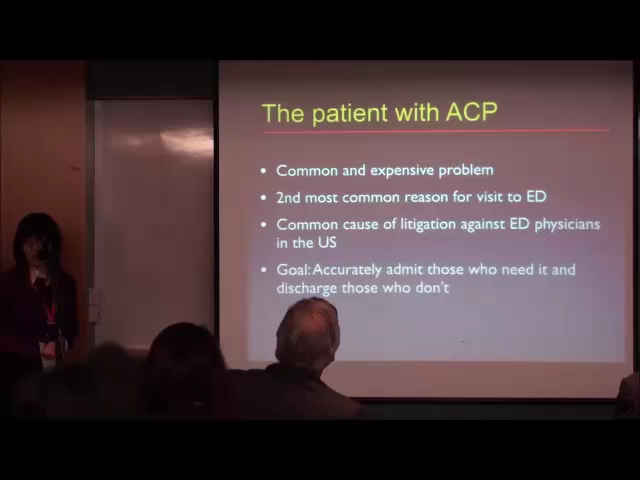 The patient with ACP
• Common and expensive problem
• 2nd most common reason for visit to ED
• Common cause of litigation against ED physicians
in the US
• Goal: Accurately admit those who need it and
discharge those who don't